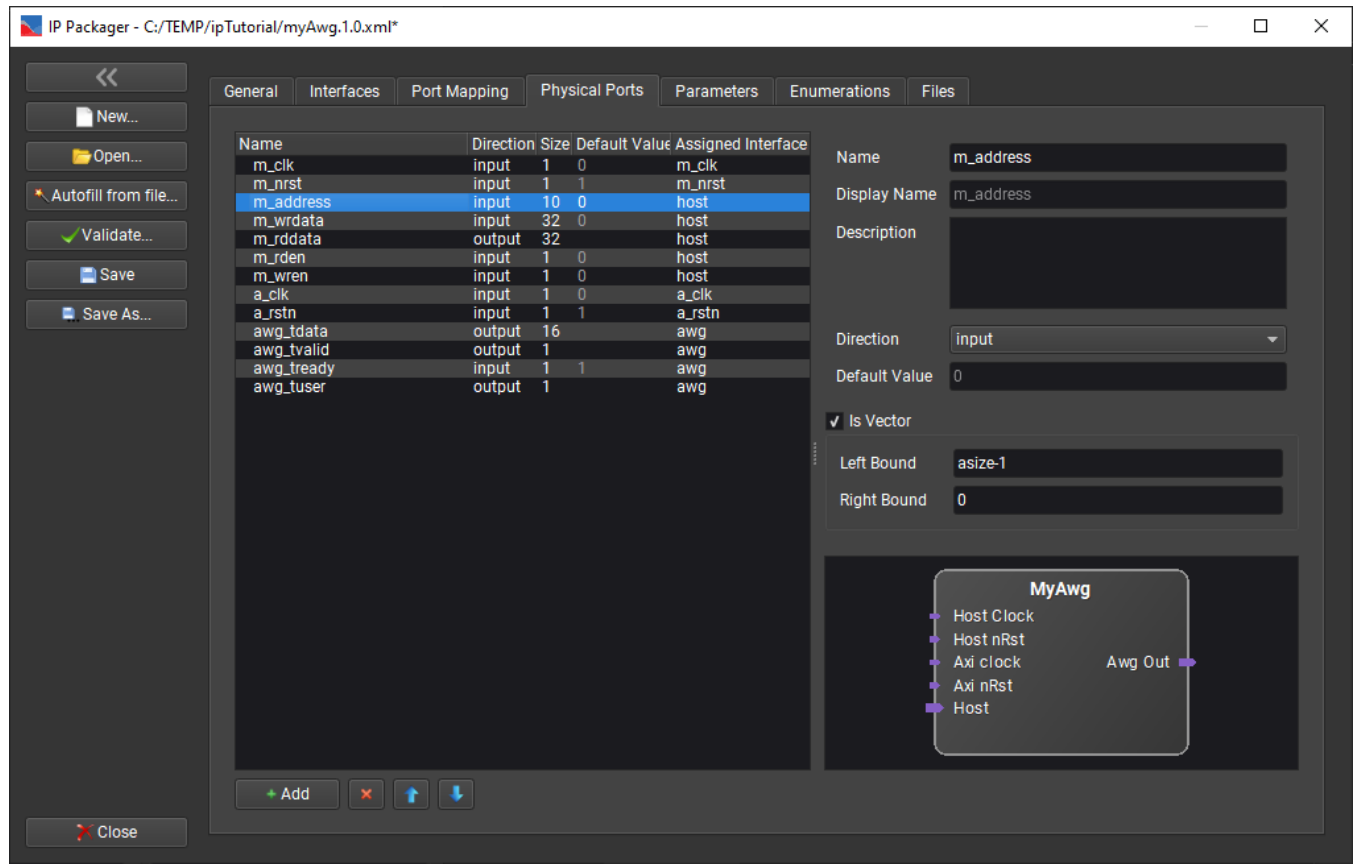 IP Packager - C:/TEMP/ipTutorial/myAwg.1.0.xml*
New...
Open...
Autofill from file...
Validate...
Save
Save As...
Close
General Interfaces Port Mapping Physical Ports Parameters Enumerations Files
Name Direction Size Default Value Assigned Interface
m_clk input 1 0 m_clk
m_nrst input 1 1 m_nrst
m_address input 10 0 host
m_wrdata input 32 0 host
m_rddata output 32 host
m_rden input 1 0 host
m_wren input 1 0 host
a_clk input 1 0 a_clk
a_rstn input 1 1 a_rstn
awg_tdata output 16 awg
awg_tvalid output 1 awg
awg_tready input 1 1 awg
awg_tuser output 1 awg
+ Add
Name m_address
Display Name m_address
Description
Direction input
Default Value 0
Is Vector
Left Bound asize-1
Right Bound 0
MyAwg
Host Clock
Host nRst
Axi clock Awg Out
Axi nRst
Host